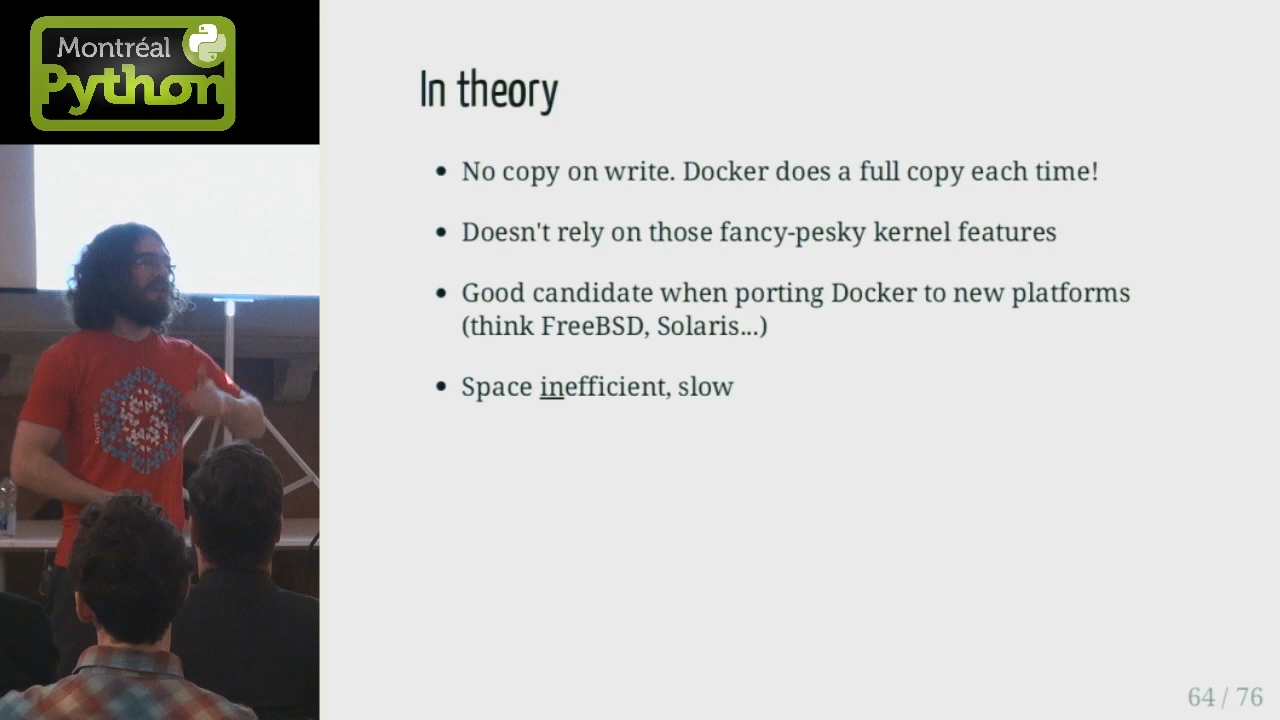 Montréal
Python
In theory
No copy on write. Docker does a full copy each time!
Doesn't rely on those fancy-pesky kernel features
Good candidate when porting Docker to new platforms
(think FreeBSD, Solaris...)
Space inefficient, slow
64 / 76